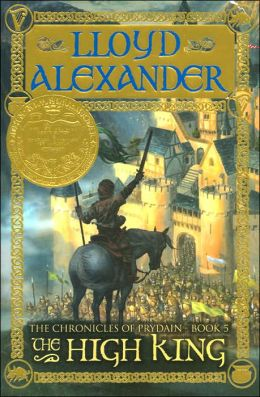 LLOYD
ALEXANDER
THE CHRONICLES OF PRYDAIN - BOOK 5
THE HIGH KING